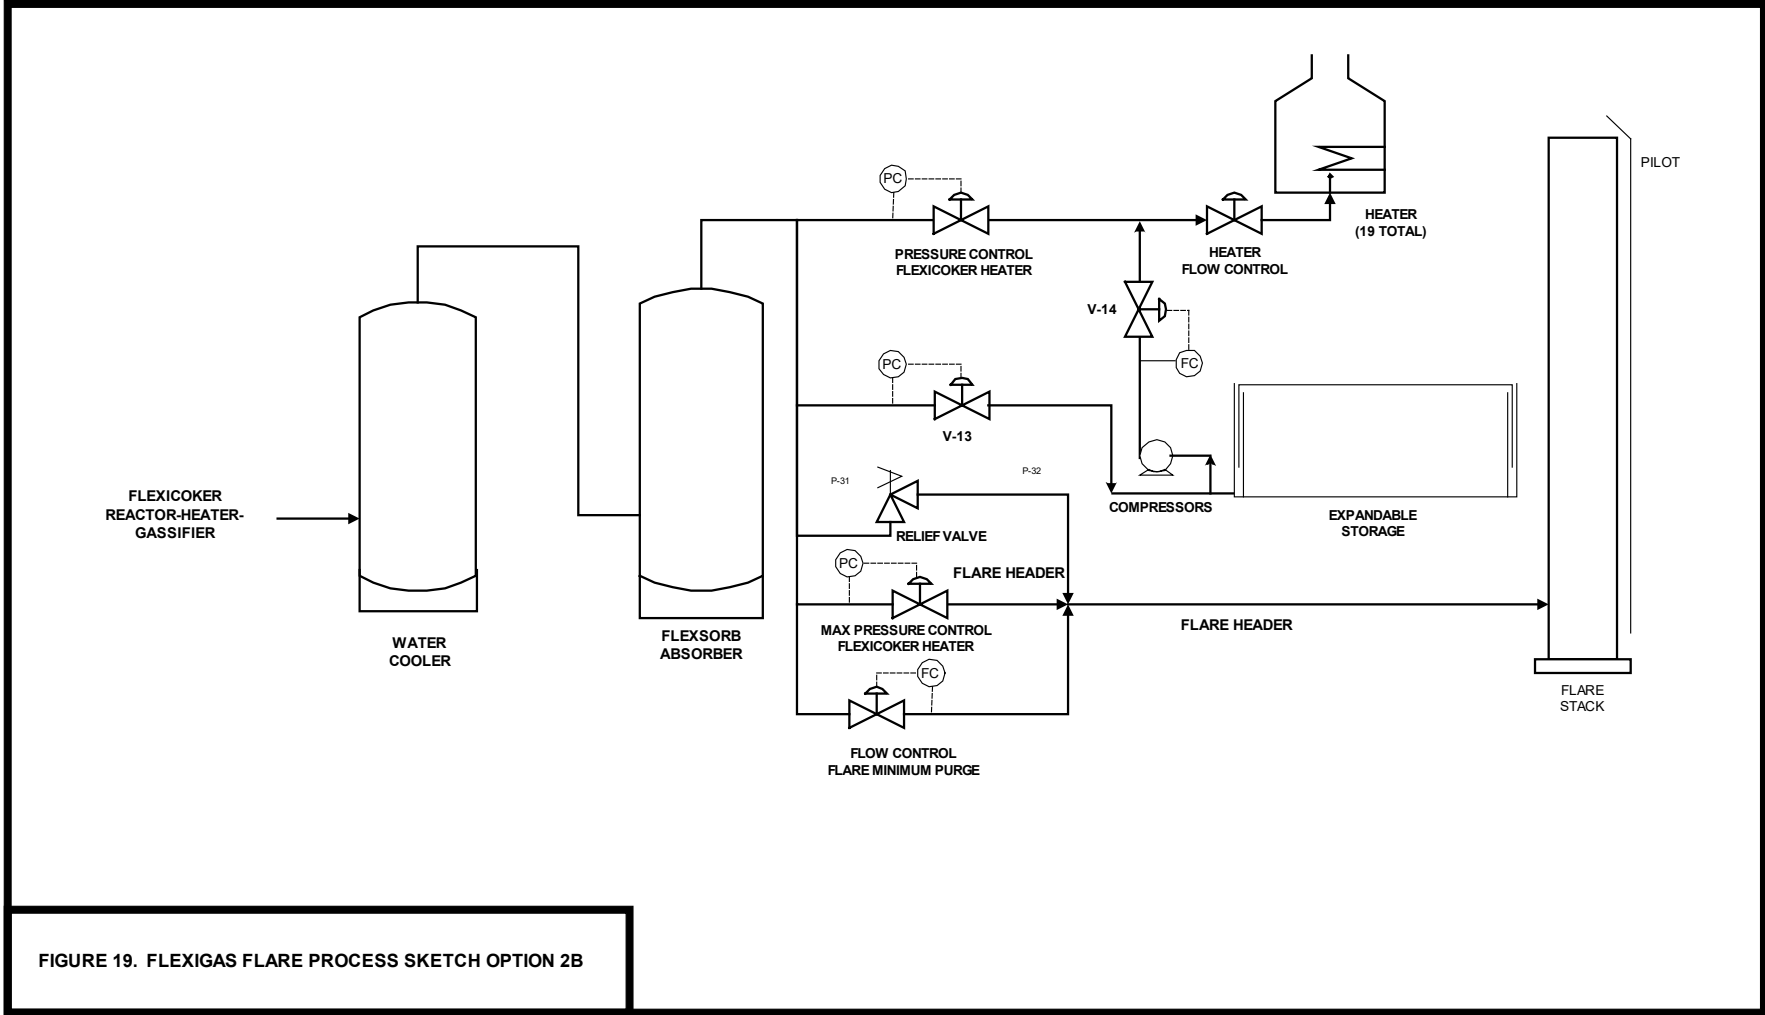 PILOT
PC
HEATER
(19 TOTAL)
PRESSURE CONTROL
FLEXICOKER HEATER
HEATER
FLOW CONTROL
V-14
FC
PC
V-13
P-31
P-32
FLEXICOKER
REACTOR-HEATER-
GASSIFIER
COMPRESSORS
EXPANDABLE
STORAGE
RELIEF VALVE
PC
FLARE HEADER
MAX PRESSURE CONTROL
FLEXICOKER HEATER
FLARE HEADER
WATER
COOLER
FLEXSORB
ABSORBER
FC
FLARE
STACK
FLOW CONTROL
FLARE MINIMUM PURGE
FIGURE 19. FLEXIGAS FLARE PROCESS SKETCH OPTION 2B